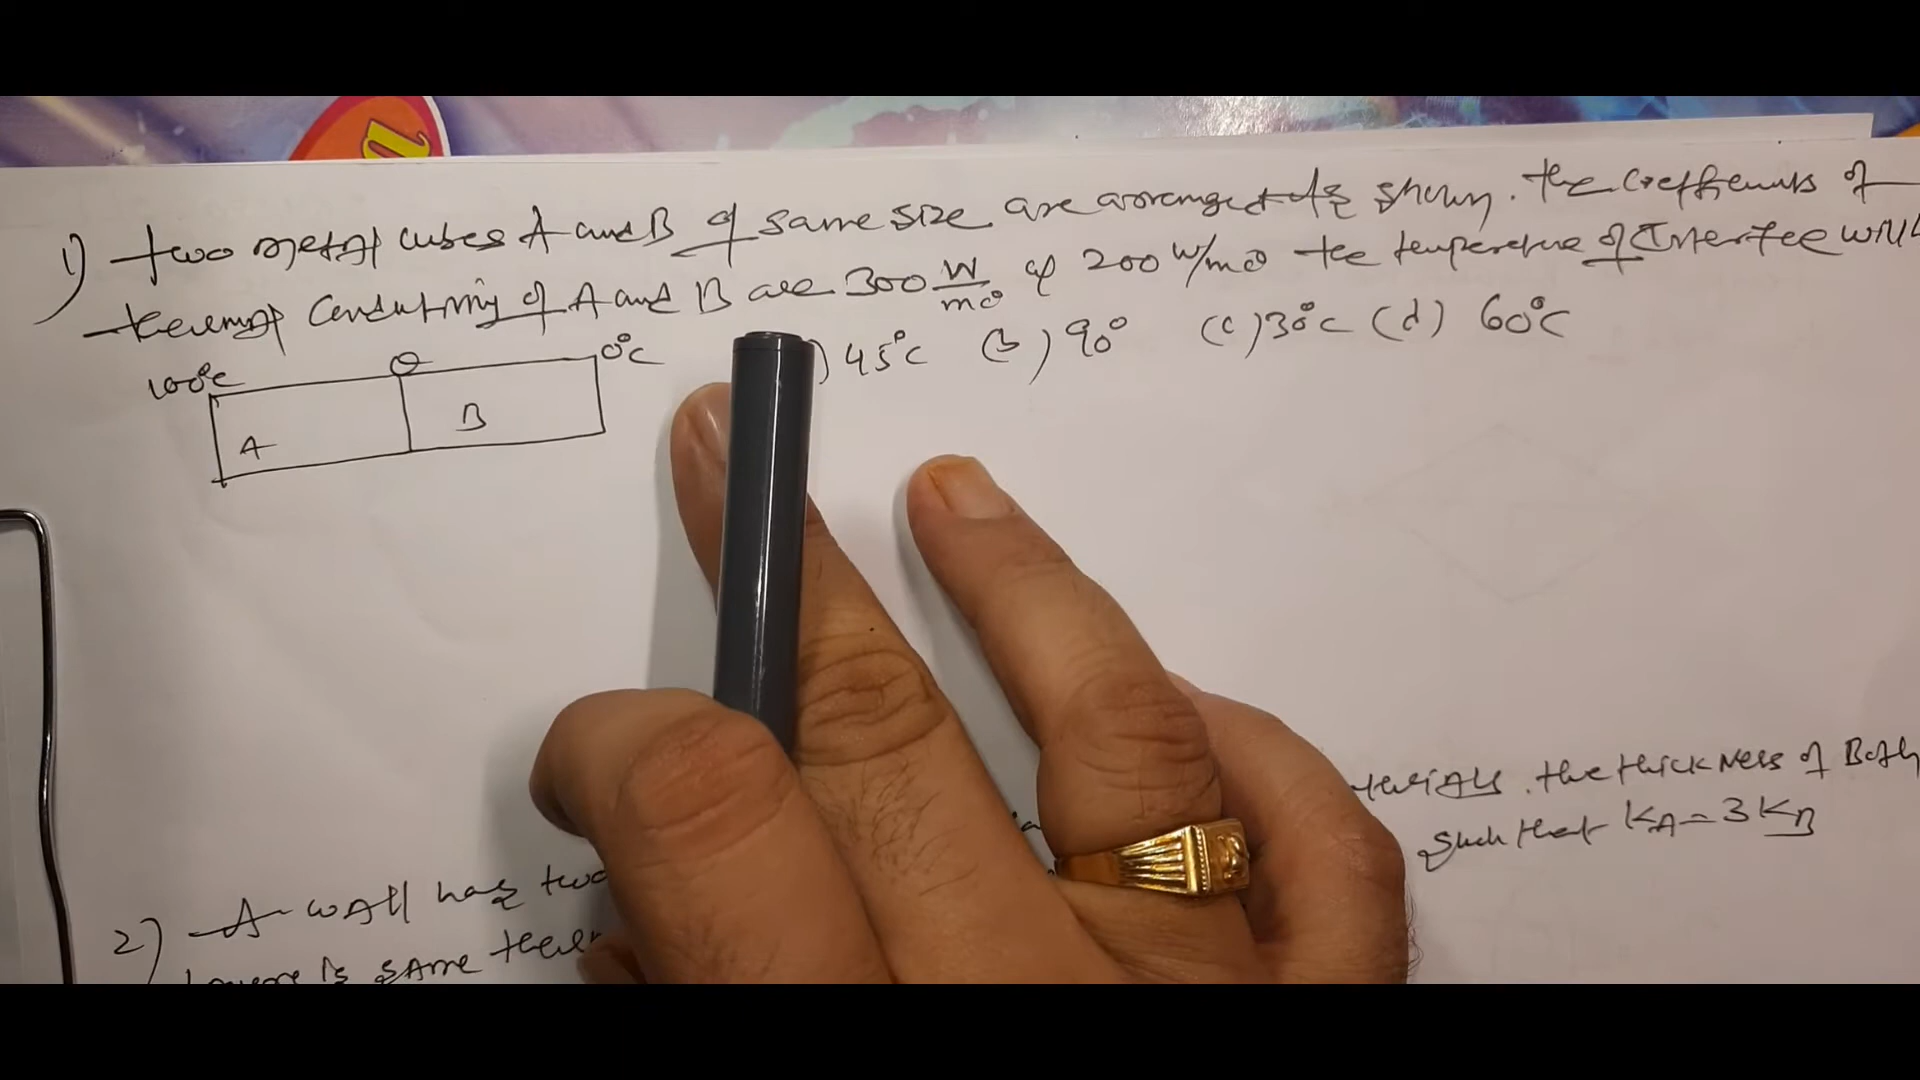 1) Two metal cubes A and B of same size are arranged as shown. the coefficients of
thermal conductivity of A and B are 300 W/m° & 200 W/m° the temperature of Interface will
) 45°C (b) 90° (c) 30°C (d) 60°C
100°C θ 0°C
A B
terials. the thickness of Both
such that KA = 3KB
2) A wall has two
is same ther